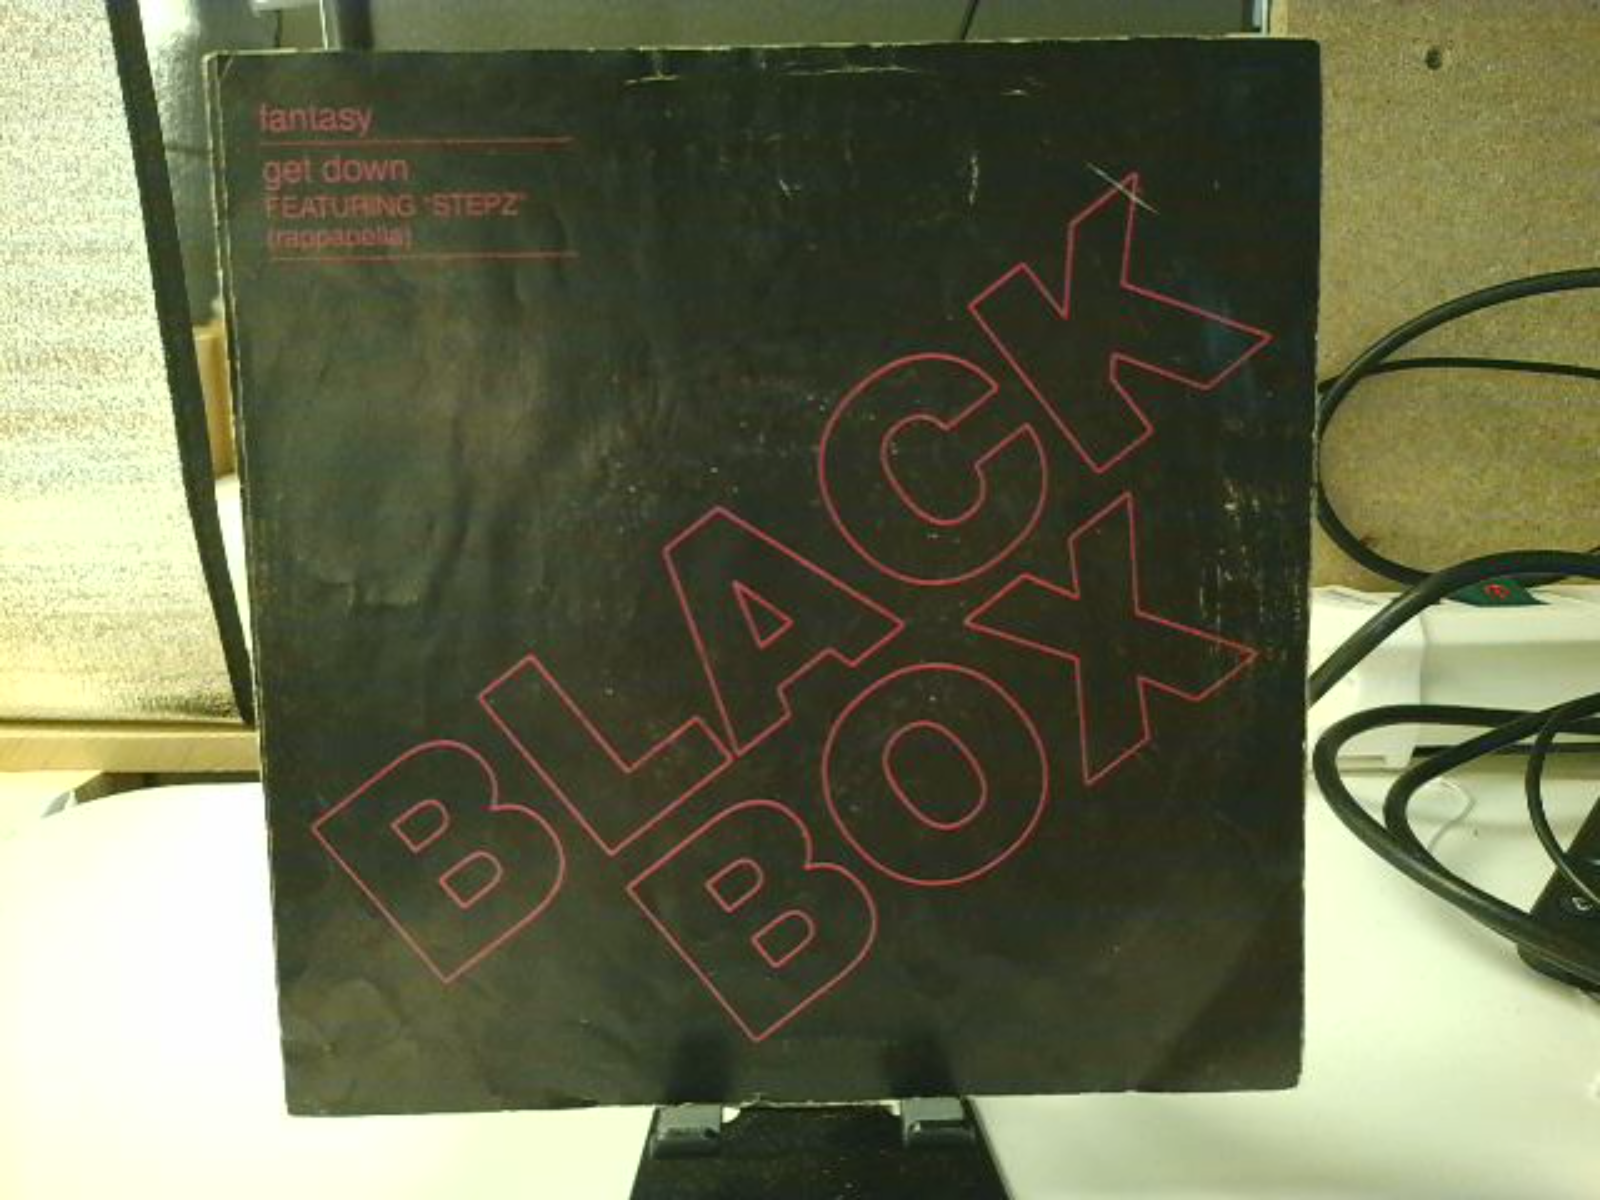 fantasy
get down
FEATURING "STEPZ"
(rappapella)
BLACK
BOX